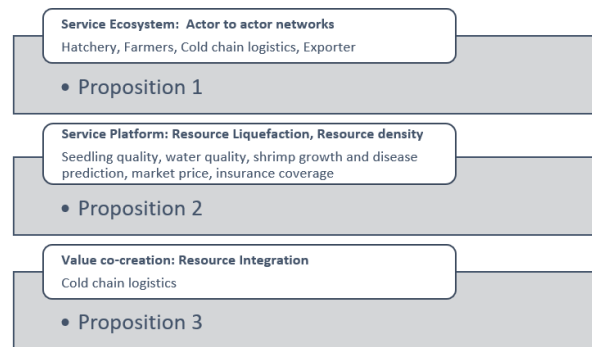 Service Ecosystem:  Actor to actor networks
Hatchery, Farmers, Cold chain logistics, Exporter
• Proposition 1
Service Platform: Resource Liquefaction, Resource density
Seedling quality, water quality, shrimp growth and disease
prediction, market price, insurance coverage
• Proposition 2
Value co-creation: Resource Integration
Cold chain logistics
• Proposition 3